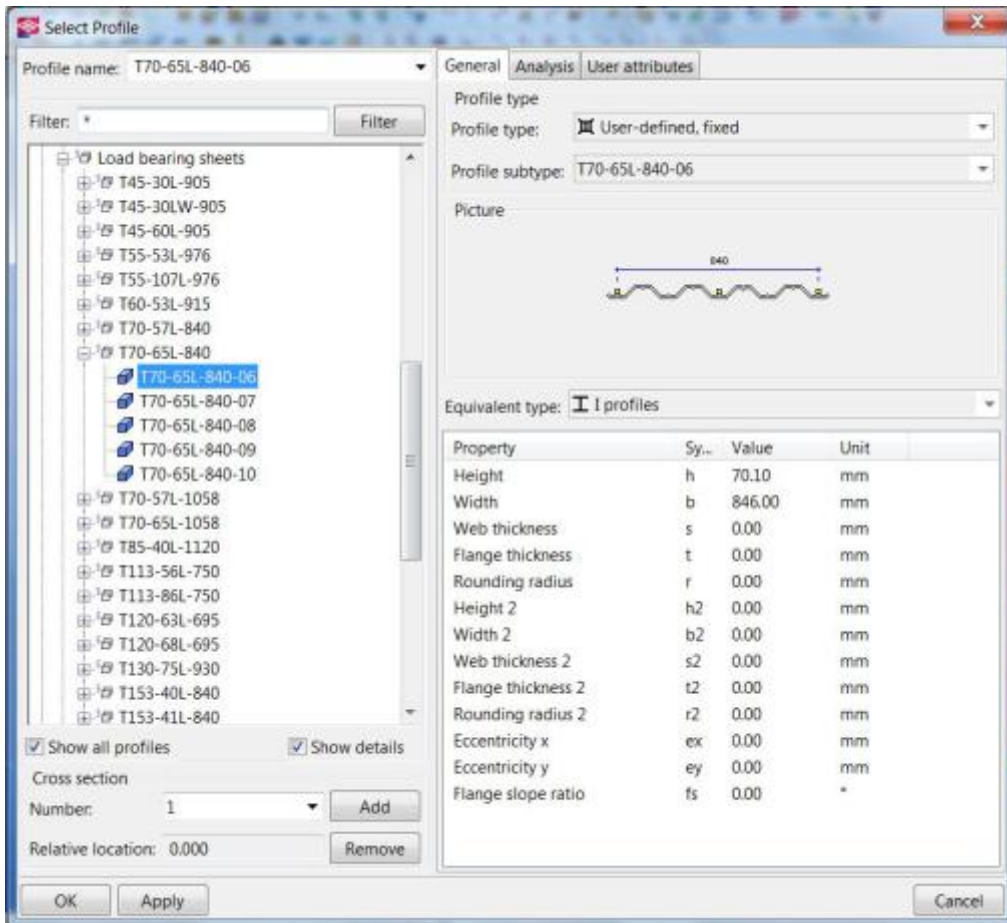 Select Profile
Profile name: T70-65L-840-06
Filter: * Filter
Load bearing sheets
T45-30L-905
T45-30LW-905
T45-60L-905
T55-53L-976
T55-107L-976
T60-53L-915
T70-57L-840
T70-65L-840
T70-65L-840-06
T70-65L-840-07
T70-65L-840-08
T70-65L-840-09
T70-65L-840-10
T70-57L-1058
T70-65L-1058
T85-40L-1120
T113-56L-750
T113-86L-750
T120-63L-695
T120-68L-695
T130-75L-930
T153-40L-840
T153-41L-840
Show all profiles Show details
Cross section
Number: 1 Add
Relative location: 0.000 Remove
OK Apply
General Analysis User attributes
Profile type
Profile type: User-defined, fixed
Profile subtype: T70-65L-840-06
Picture
840
Equivalent type: I profiles
Property Sy... Value Unit
Height h 70.10 mm
Width b 846.00 mm
Web thickness s 0.00 mm
Flange thickness t 0.00 mm
Rounding radius r 0.00 mm
Height 2 h2 0.00 mm
Width 2 b2 0.00 mm
Web thickness 2 s2 0.00 mm
Flange thickness 2 t2 0.00 mm
Rounding radius 2 r2 0.00 mm
Eccentricity x ex 0.00 mm
Eccentricity y ey 0.00 mm
Flange slope ratio fs 0.00 °
Cancel